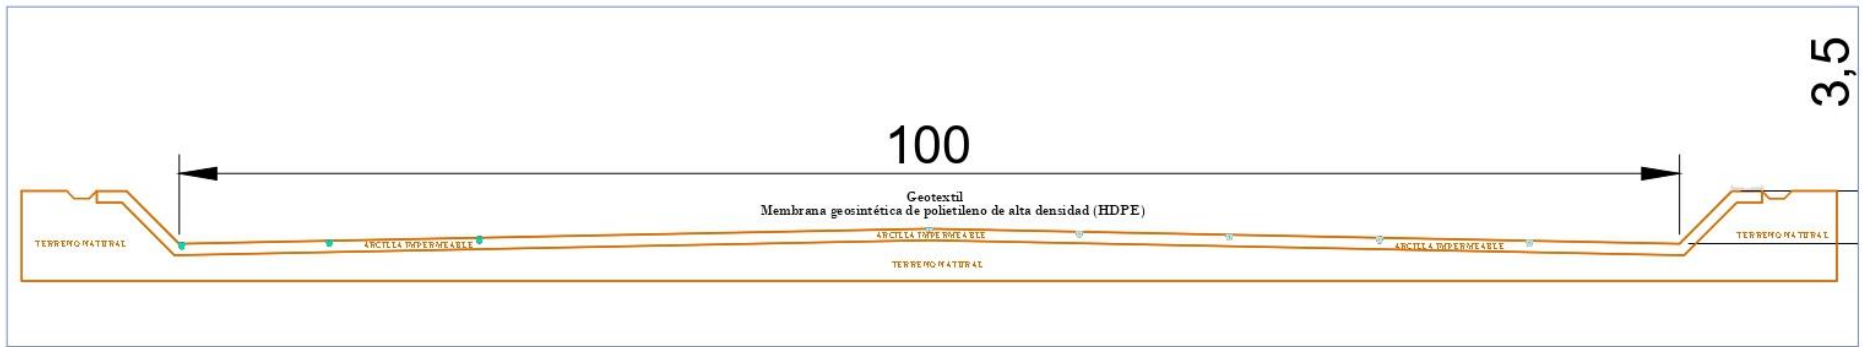 3,5
100
Geotextil
Membrana geosintética de polietileno de alta densidad (HDPE)
TERRENO NATURAL
ARCILLA IMPERMEABLE
ARCILLA IMPERMEABLE
ARCILLA IMPERMEABLE
TERRENO NATURAL
TERRENO NATURAL